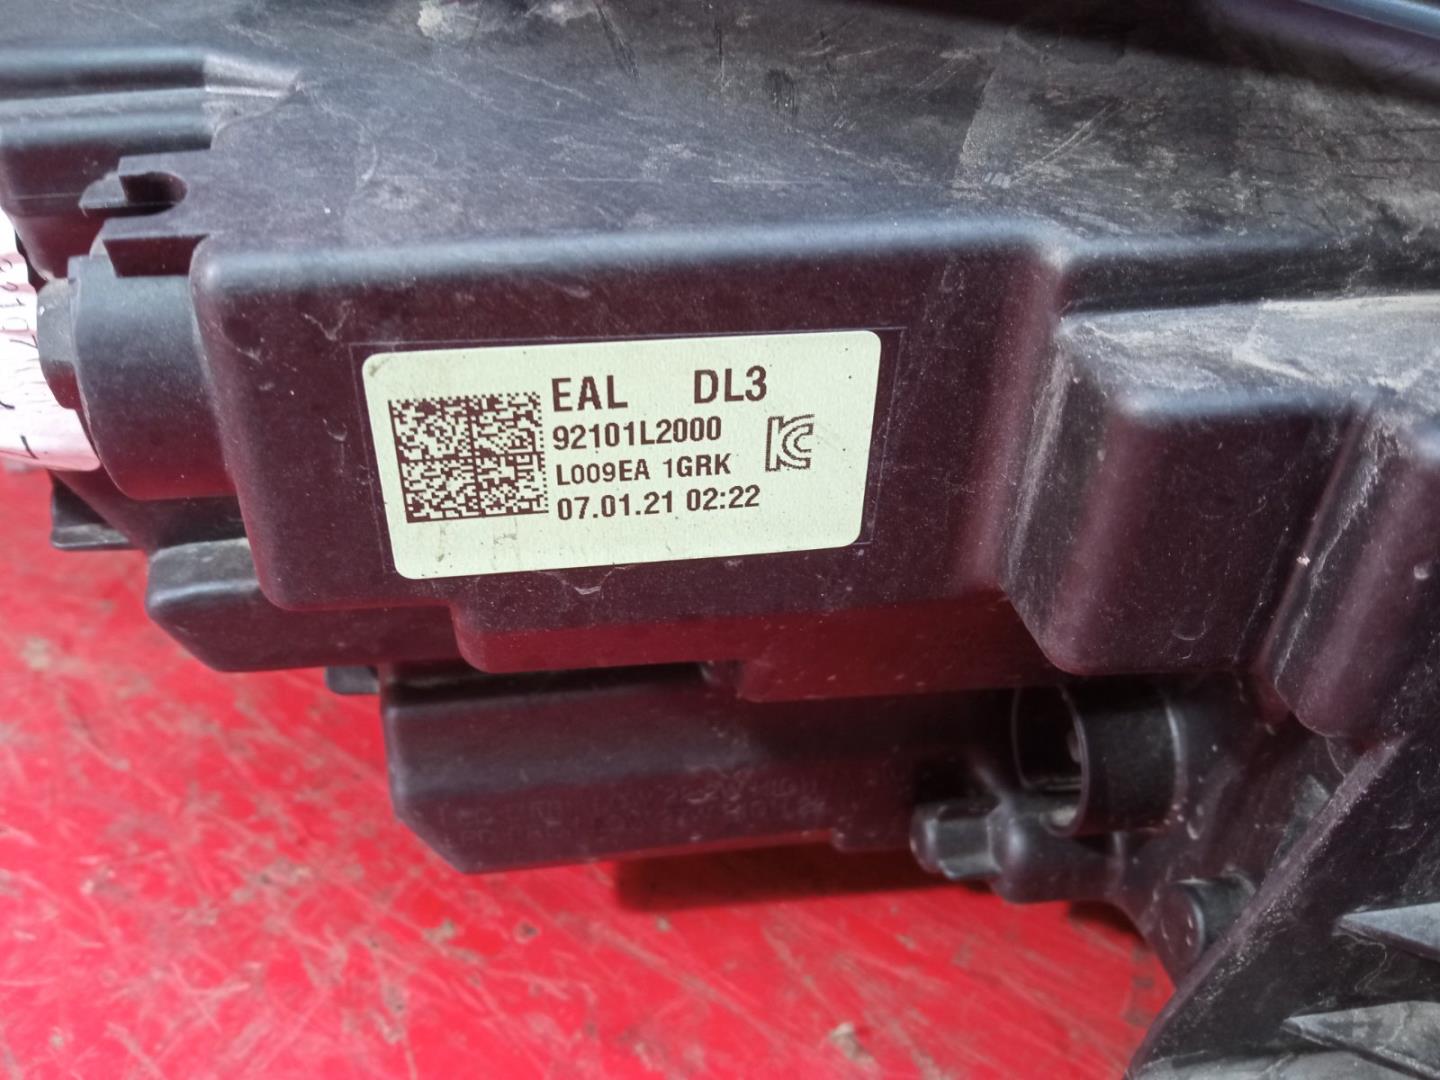 EAL DL3
92101L2000
L009EA 1GRK
07.01.21 02:22